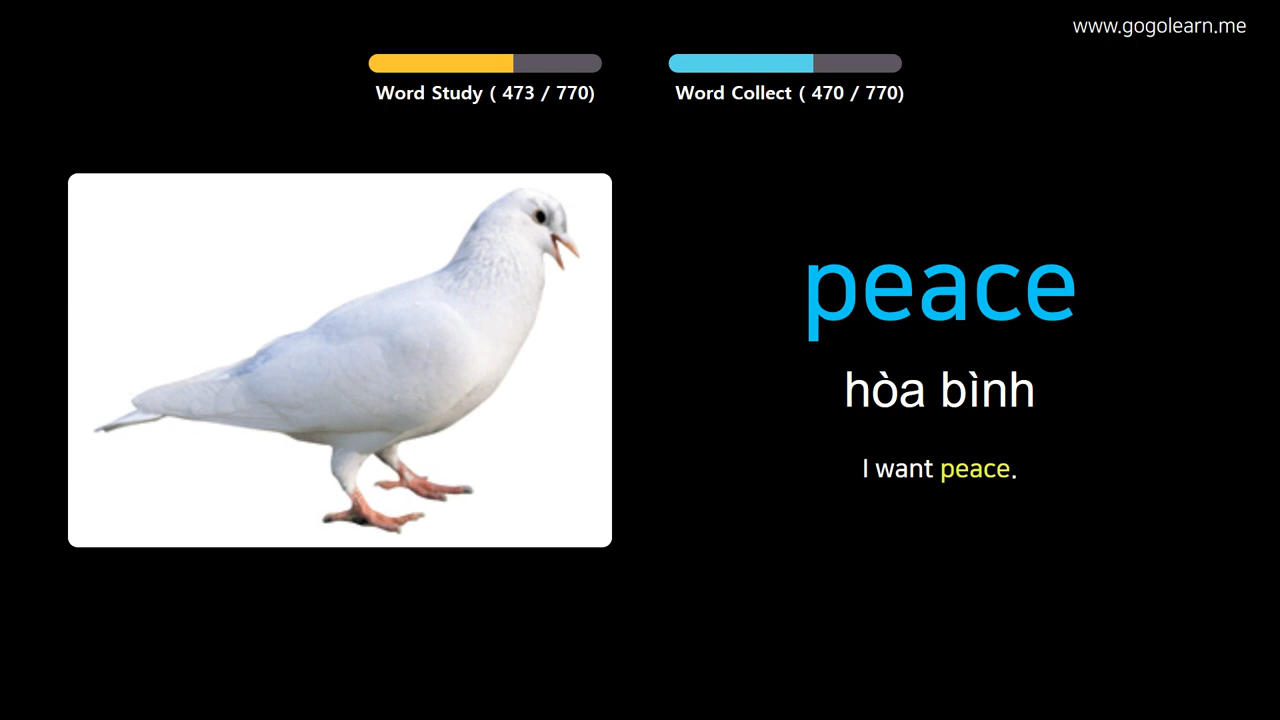 www.gogolearn.me
Word Study ( 473 / 770)
Word Collect ( 470 / 770)
peace
hòa bình
I want peace.